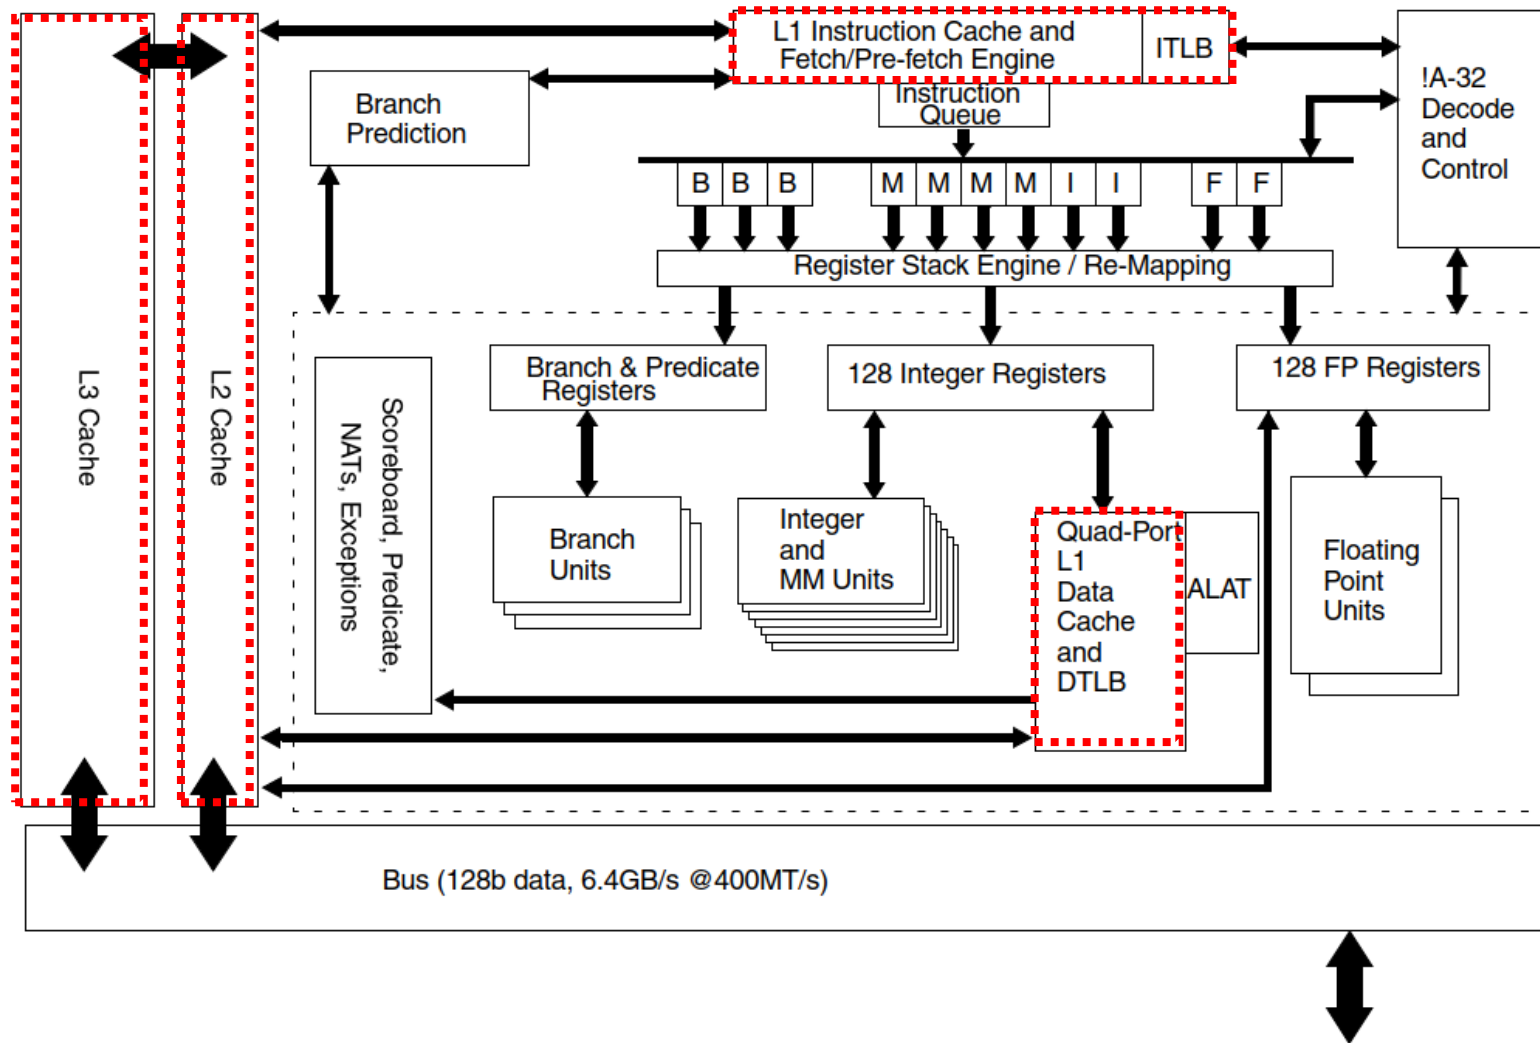 L1 Instruction Cache and
Fetch/Pre-fetch Engine
ITLB
!A-32
Decode
and
Control
Branch
Prediction
Instruction
Queue
B B B M M M M I I F F
Register Stack Engine / Re-Mapping
L3 Cache
L2 Cache
Branch & Predicate
Registers
128 Integer Registers
128 FP Registers
Scoreboard, Predicate,
NATs, Exceptions
Branch
Units
Integer
and
MM Units
Quad-Port
L1
Data
Cache
and
DTLB
ALAT
Floating
Point
Units
Bus (128b data, 6.4GB/s @400MT/s)